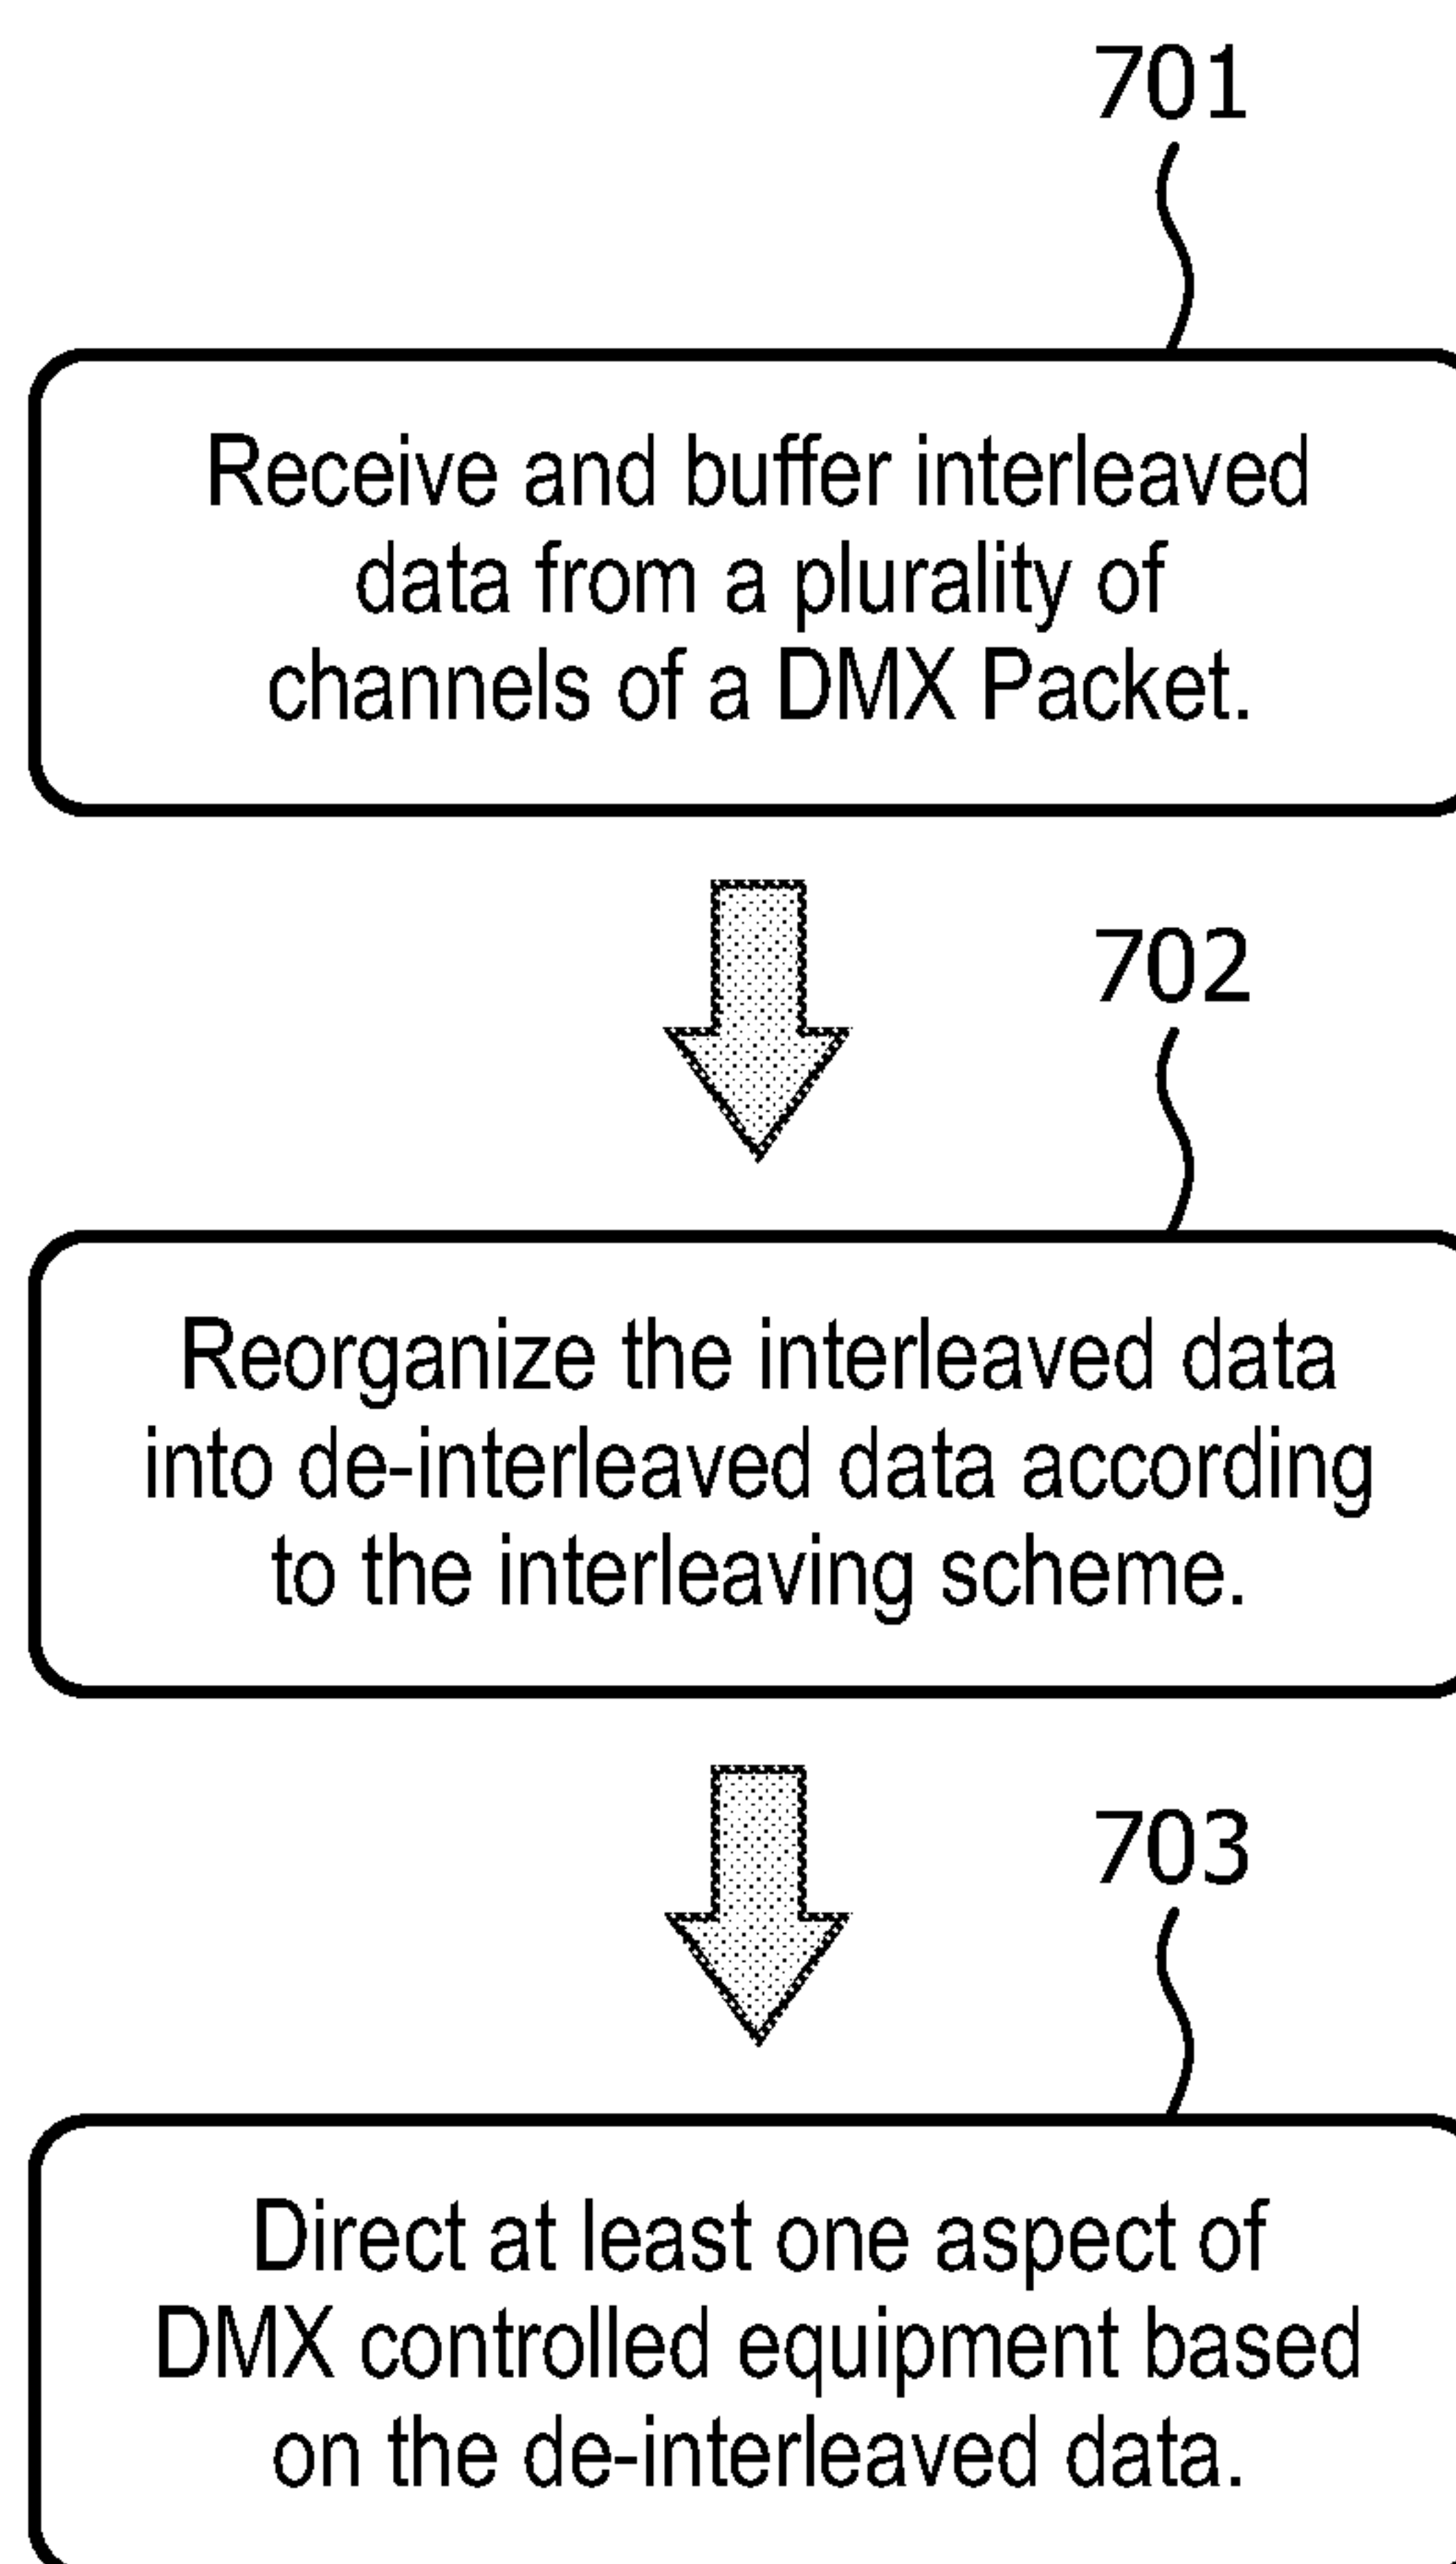 701
Receive and buffer interleaved
data from a plurality of
channels of a DMX Packet.
702
Reorganize the interleaved data
into de-interleaved data according
to the interleaving scheme.
703
Direct at least one aspect of
DMX controlled equipment based
on the de-interleaved data.